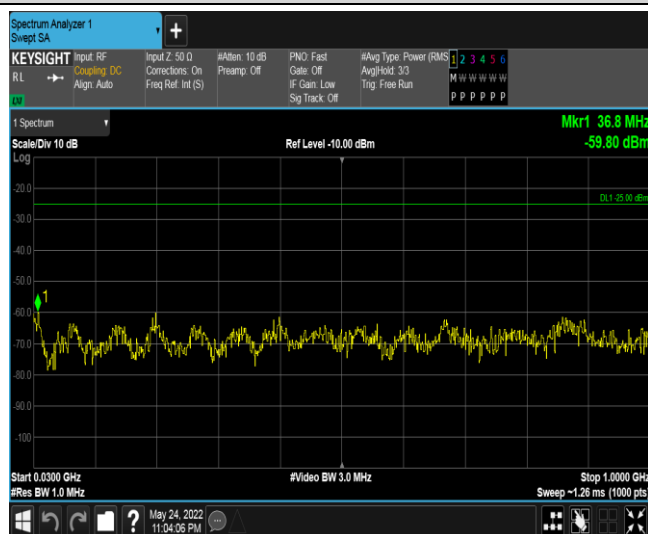 Spectrum Analyzer 1
Swept SA
+
KEYSIGHT Input: RF Input Z: 50 Ω #Atten: 10 dB PNO: Fast #Avg Type: Power (RMS 1 2 3 4 5 6
RL Coupling: DC Corrections: On Preamp: Off Gate: Off Avg|Hold: 3/3 M W W W W W
Align: Auto Freq Ref: Int (S) IF Gain: Low Trig: Free Run
Sig Track: Off P P P P P P
LXI
1 Spectrum Mkr1 36.8 MHz
Scale/Div 10 dB Ref Level -10.00 dBm -59.80 dBm
Log
-20.0
DL1 -25.00 dBm
-30.0
-40.0
-50.0
1
-60.0
-70.0
-80.0
-90.0
-100
Start 0.0300 GHz #Video BW 3.0 MHz Stop 1.0000 GHz
#Res BW 1.0 MHz Sweep ~1.26 ms (1000 pts)
? May 24, 2022
11:04:06 PM